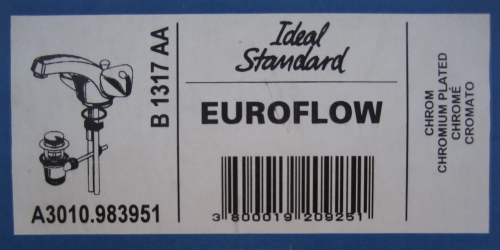 B 1317 AA
A3010.983951
Ideal
Standard
EUROFLOW
3 800019 209251
CHROM
CHROMIUM PLATED
CHROMÉ
CROMATO